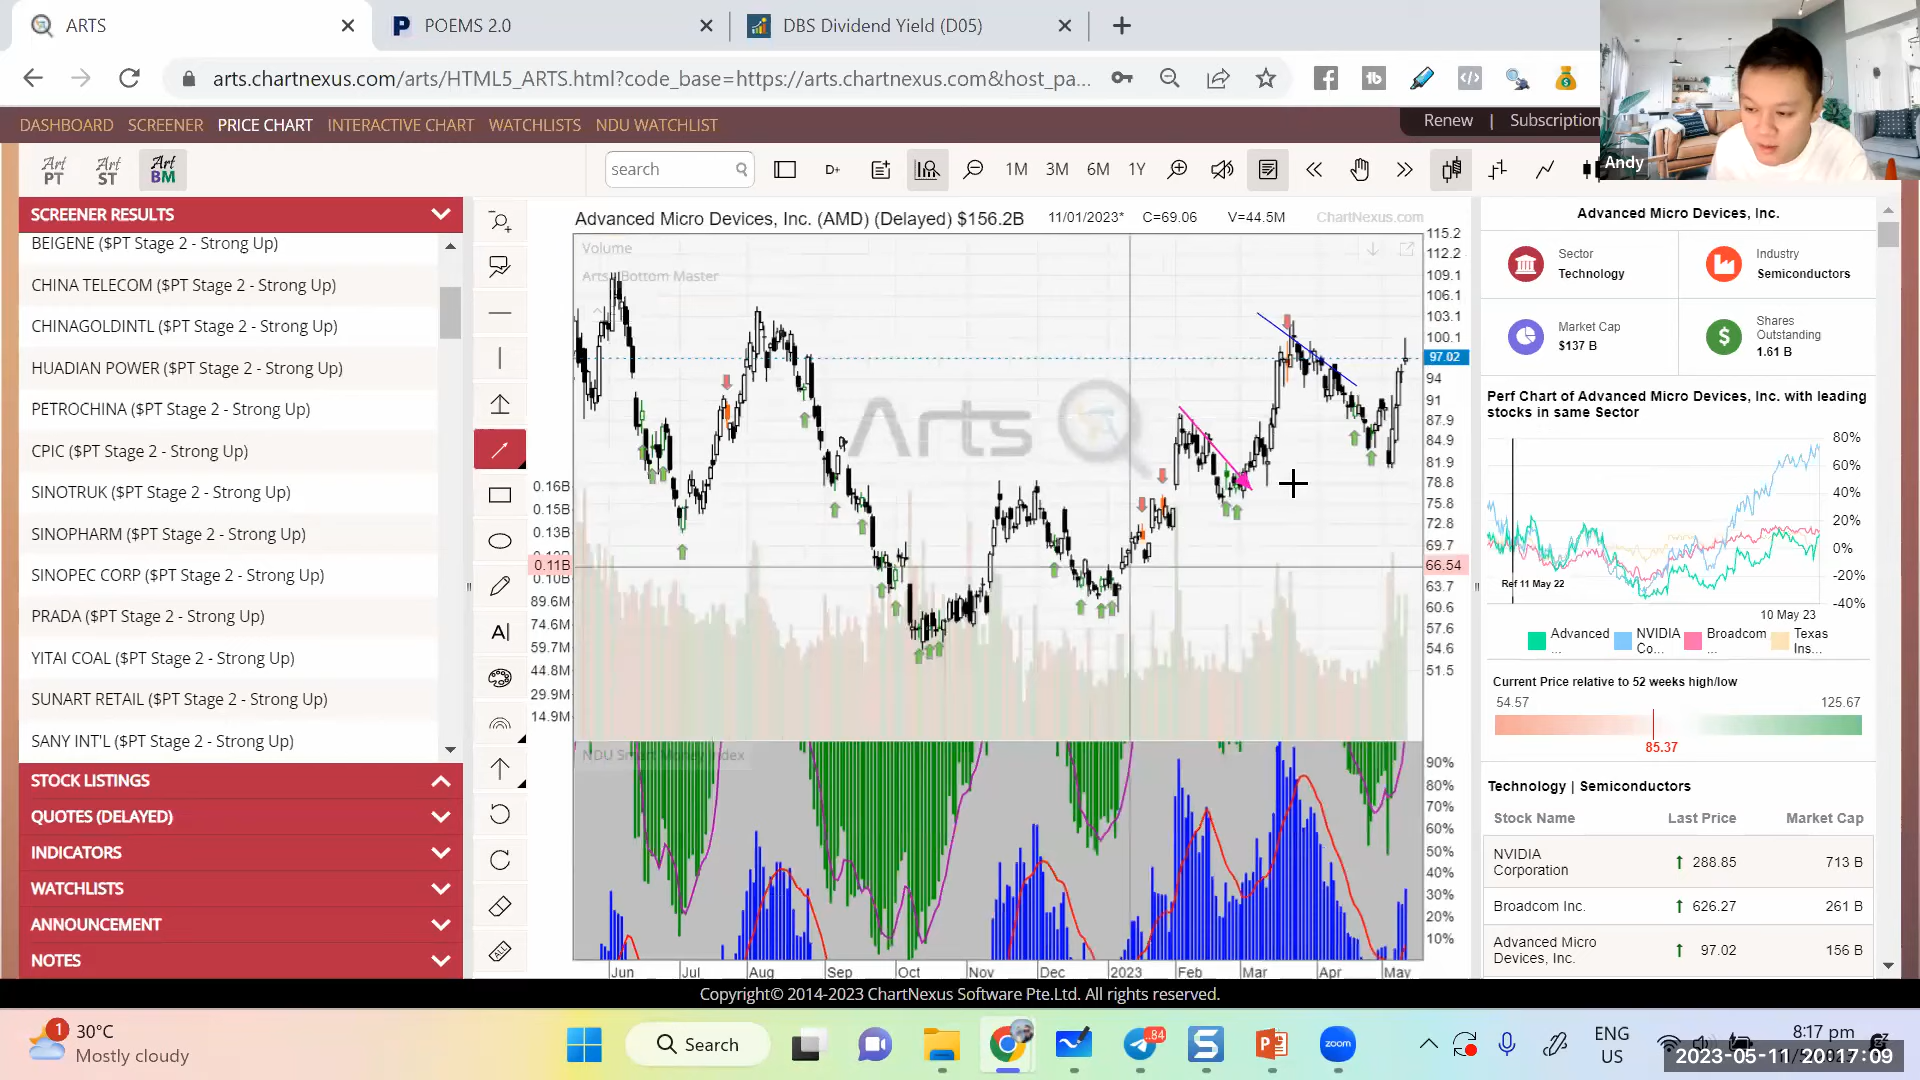 ARTS
POEMS 2.0
DBS Dividend Yield (D05)
arts.chartnexus.com/arts/HTML5_ARTS.html?code_base=https://arts.chartnexus.com&host_pa...
DASHBOARD SCREENER PRICE CHART INTERACTIVE CHART WATCHLISTS NDU WATCHLIST
Renew | Subscription
Andy
Art PT
Art ST
Art BM
search
D+
1M 3M 6M 1Y
SCREENER RESULTS
BEIGENE ($PT Stage 2 - Strong Up)
CHINA TELECOM ($PT Stage 2 - Strong Up)
CHINAGOLDINTL ($PT Stage 2 - Strong Up)
HUADIAN POWER ($PT Stage 2 - Strong Up)
PETROCHINA ($PT Stage 2 - Strong Up)
CPIC ($PT Stage 2 - Strong Up)
SINOTRUK ($PT Stage 2 - Strong Up)
SINOPHARM ($PT Stage 2 - Strong Up)
SINOPEC CORP ($PT Stage 2 - Strong Up)
PRADA ($PT Stage 2 - Strong Up)
YITAI COAL ($PT Stage 2 - Strong Up)
SUNART RETAIL ($PT Stage 2 - Strong Up)
SANY INT'L ($PT Stage 2 - Strong Up)
STOCK LISTINGS
QUOTES (DELAYED)
INDICATORS
WATCHLISTS
ANNOUNCEMENT
NOTES
A|
Advanced Micro Devices, Inc. (AMD) (Delayed) $156.2B 11/01/2023* C=69.06 V=44.5M ChartNexus.com
Volume
Arts Bottom Master
Arts
115.2
112.2
109.1
106.1
103.1
100.1
97.02
94
91
87.9
84.9
81.9
78.8
75.8
72.8
69.7
66.54
63.7
60.6
57.6
54.6
51.5
0.16B
0.15B
0.13B
0.11B
0.10B
89.6M
74.6M
59.7M
44.8M
29.9M
14.9M
NDU Smart Money Index
90%
80%
70%
60%
50%
40%
30%
20%
10%
Jun Jul Aug Sep Oct Nov Dec 2023 Feb Mar Apr May
Advanced Micro Devices, Inc.
Sector
Technology
Industry
Semiconductors
Market Cap
$137 B
Shares Outstanding
1.61 B
Perf Chart of Advanced Micro Devices, Inc. with leading
stocks in same Sector
80%
60%
40%
20%
0%
-20%
-40%
Ref 11 May 22
10 May 23
Advanced ...
NVIDIA Co...
Broadcom ...
Texas Ins...
Current Price relative to 52 weeks high/low
54.57 125.67
85.37
Technology | Semiconductors
Stock Name Last Price Market Cap
NVIDIA Corporation 288.85 713 B
Broadcom Inc. 626.27 261 B
Advanced Micro Devices, Inc. 97.02 156 B
Copyright© 2014-2023 ChartNexus Software Pte.Ltd. All rights reserved.
1
30°C
Mostly cloudy
Search
84
zoom
ENG
US
8:17 pm
2023-05-11 20:17:09